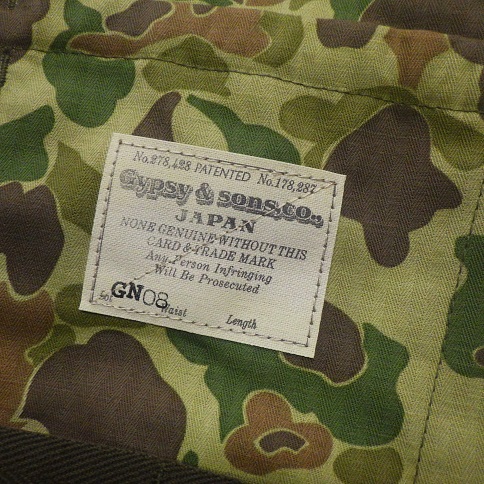 No.278,428 PATENTED No.178,287
Gypsy & sons,co.,
JAPAN
NONE GENUINE WITHOUT THIS
CARD & TRADE MARK
Any Person Infringing
Will Be Prosecuted
Lot GN08
Waist Length